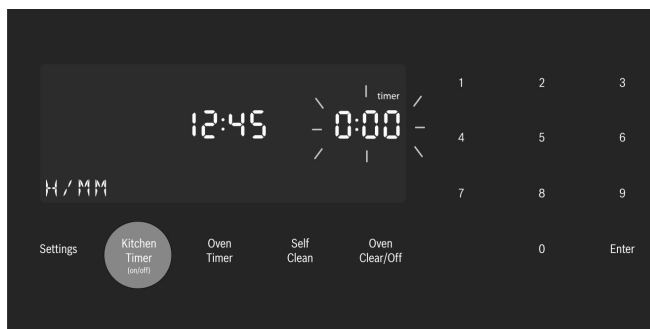 timer
12:45 0:00
H/MM
1 2 3
4 5 6
7 8 9
0 Enter
Settings
Kitchen
Timer
(on/off)
Oven
Timer
Self
Clean
Oven
Clear/Off